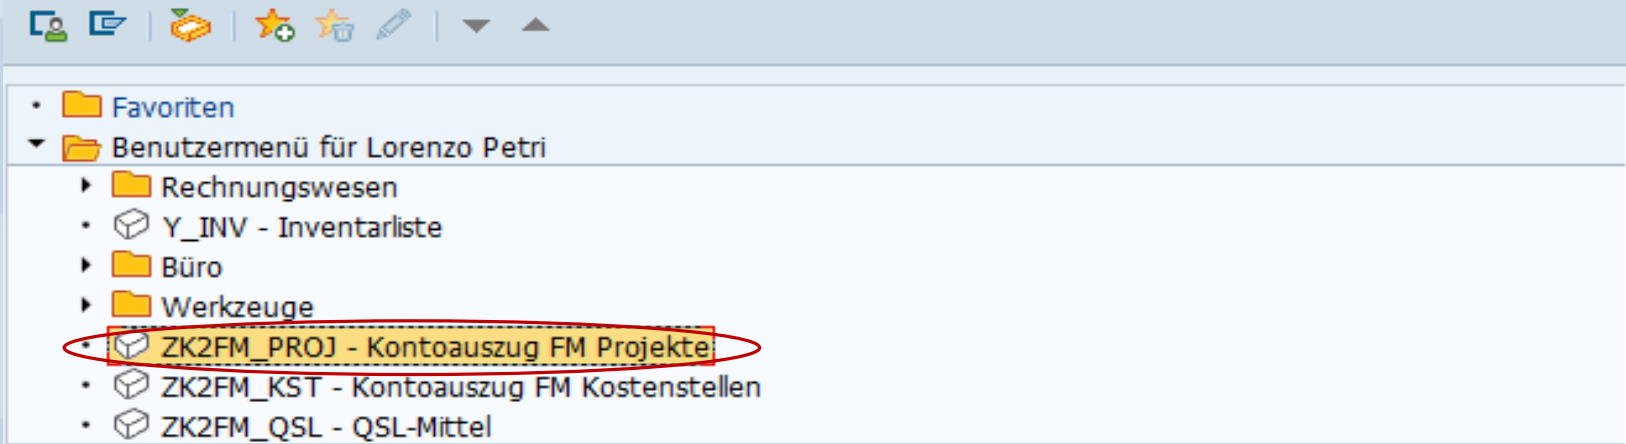 Favoriten
Benutzermenü für Lorenzo Petri
Rechnungswesen
Y_INV - Inventarliste
Büro
Werkzeuge
ZK2FM_PROJ - Kontoauszug FM Projekte
ZK2FM_KST - Kontoauszug FM Kostenstellen
ZK2FM_QSL - QSL-Mittel